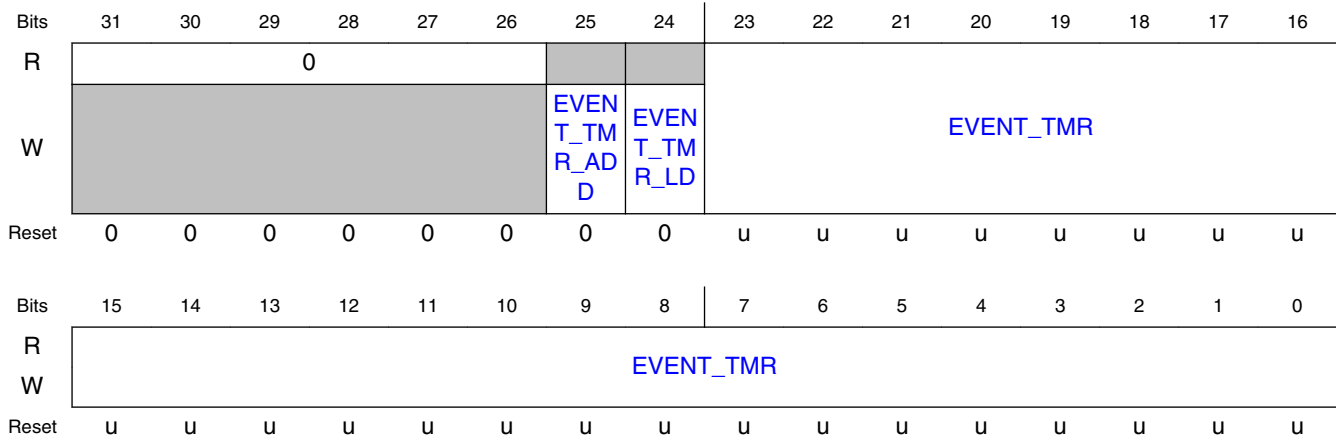 Bits 31 30 29 28 27 26 25 24 23 22 21 20 19 18 17 16
R 0
W EVEN
T_TM
R_AD
D EVEN
T_TM
R_LD EVENT_TMR
Reset 0 0 0 0 0 0 0 0 u u u u u u u u
Bits 15 14 13 12 11 10 9 8 7 6 5 4 3 2 1 0
R
EVENT_TMR
W
Reset u u u u u u u u u u u u u u u u